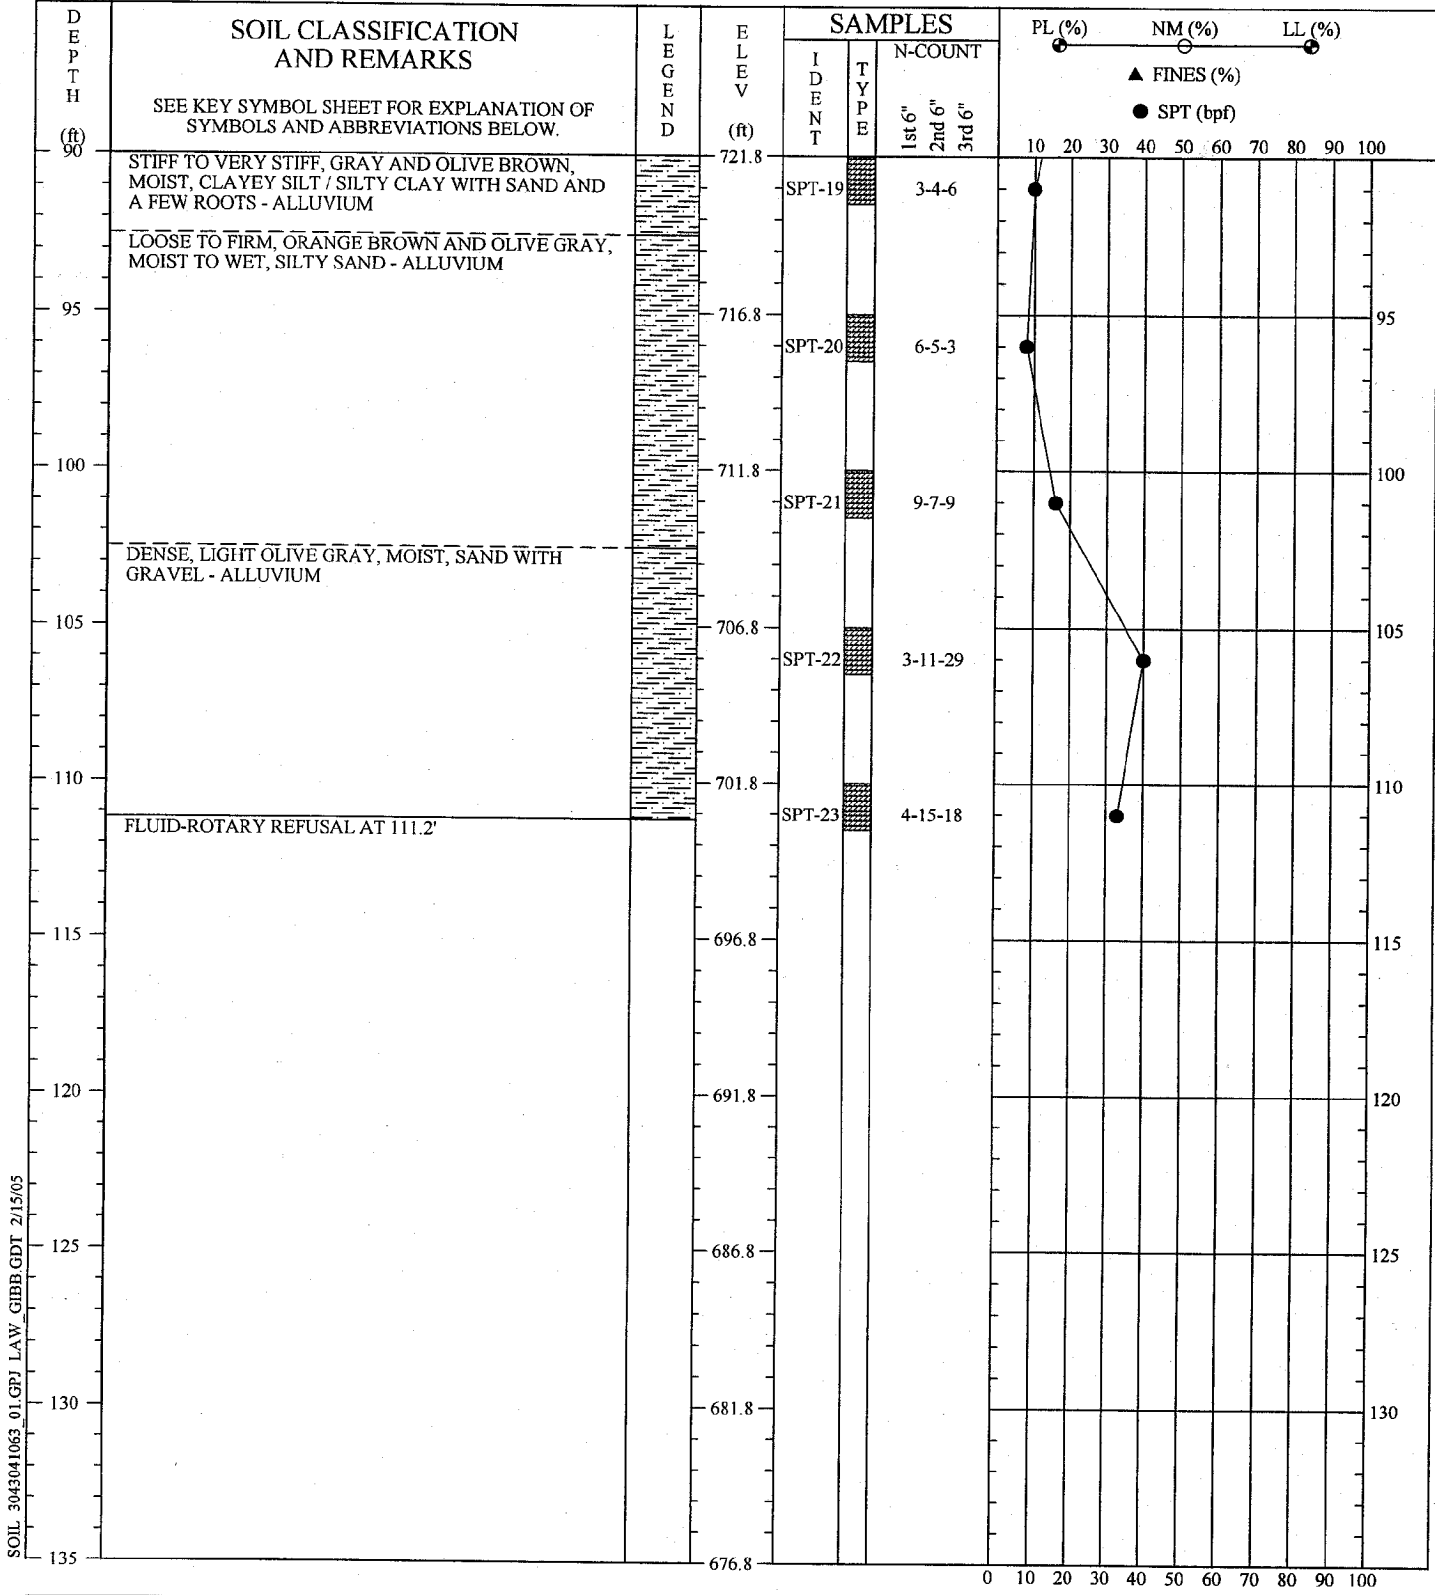 DEPTH
(ft)
SOIL CLASSIFICATION
AND REMARKS
SEE KEY SYMBOL SHEET FOR EXPLANATION OF
SYMBOLS AND ABBREVIATIONS BELOW.
LEGEND
ELEV
(ft)
SAMPLES
IDENT
TYPE
N-COUNT
1st 6"
2nd 6"
3rd 6"
PL (%) NM (%) LL (%)
▲ FINES (%)
● SPT (bpf)
10 20 30 40 50 60 70 80 90 100
90
STIFF TO VERY STIFF, GRAY AND OLIVE BROWN,
MOIST, CLAYEY SILT / SILTY CLAY WITH SAND AND
A FEW ROOTS - ALLUVIUM
721.8
SPT-19 3-4-6
LOOSE TO FIRM, ORANGE BROWN AND OLIVE GRAY,
MOIST TO WET, SILTY SAND - ALLUVIUM
95 716.8 95
SPT-20 6-5-3
100 711.8 100
SPT-21 9-7-9
DENSE, LIGHT OLIVE GRAY, MOIST, SAND WITH
GRAVEL - ALLUVIUM
105 706.8 105
SPT-22 3-11-29
110 701.8 110
SPT-23 4-15-18
FLUID-ROTARY REFUSAL AT 111.2'
115 696.8 115
120 691.8 120
125 686.8 125
130 681.8 130
135 676.8
0 10 20 30 40 50 60 70 80 90 100
SOIL 3043041063_01.GPJ LAW_GIBB.GDT 2/15/05